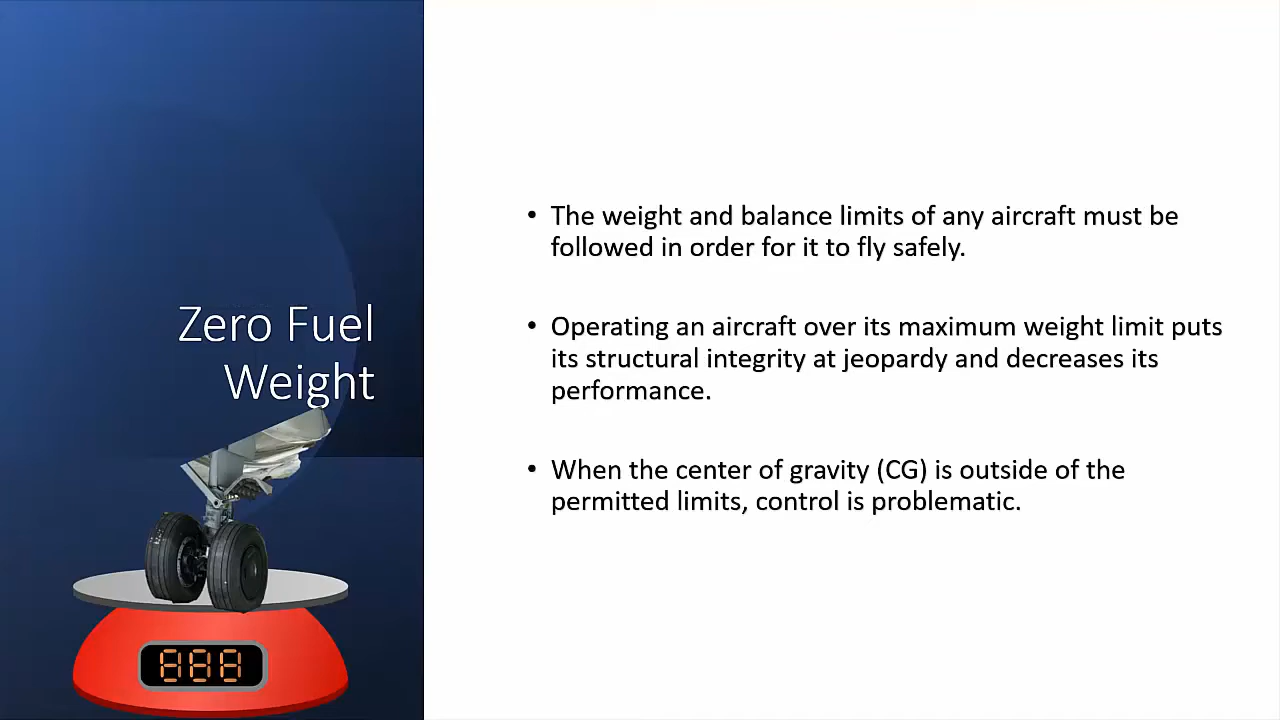 Zero Fuel
Weight
• The weight and balance limits of any aircraft must be
followed in order for it to fly safely.
• Operating an aircraft over its maximum weight limit puts
its structural integrity at jeopardy and decreases its
performance.
• When the center of gravity (CG) is outside of the
permitted limits, control is problematic.
888